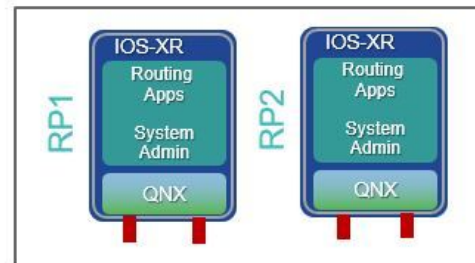 RP1
IOS-XR
Routing
Apps
System
Admin
QNX
RP2
IOS-XR
Routing
Apps
System
Admin
QNX